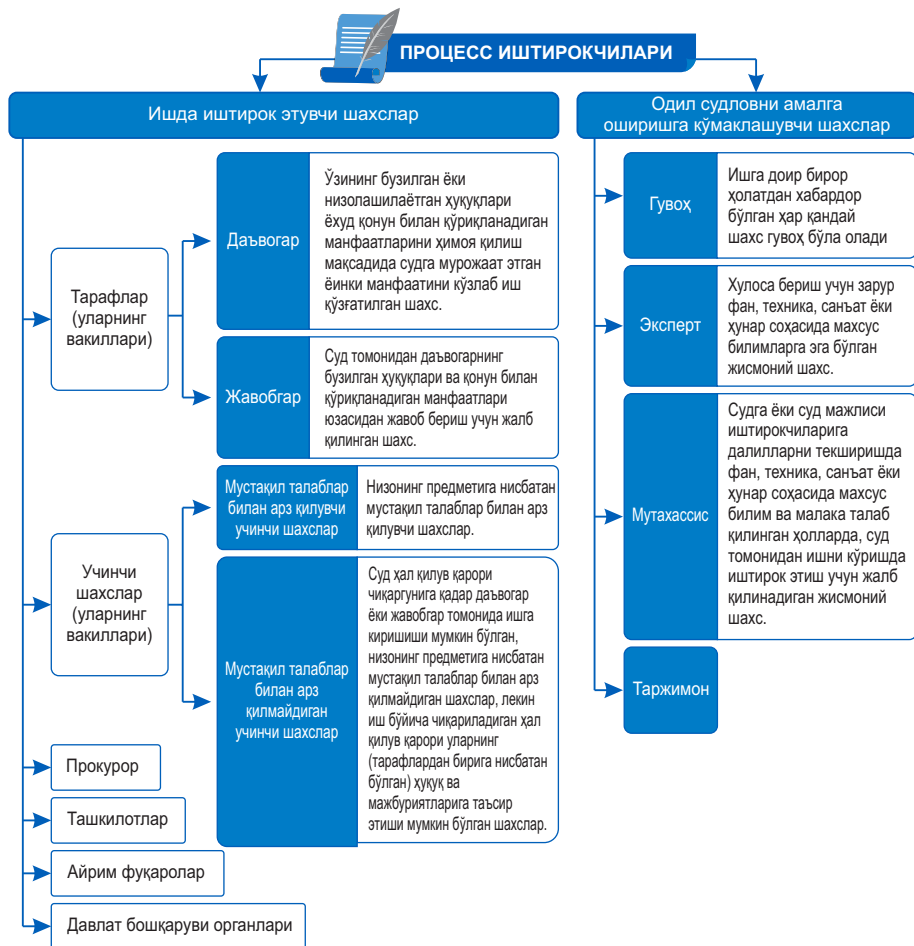 ПРОЦЕСС ИШТИРОКЧИЛАРИ
Ишда иштирок этувчи шахслар
Тарафлар
(уларнинг
вакиллари)
Даъвогар
Ўзининг бузилган ёки
низолашилаётган ҳуқуқлари
ёхуд қонун билан қўриқланадиган
манфаатларини ҳимоя қилиш
мақсадида судга мурожаат этган
ёинки манфаатини кўзлаб иш
қўзғатилган шахс.
Жавобгар
Суд томонидан даъвогарнинг
бузилган ҳуқуқлари ва қонун билан
қўриқланадиган манфаатлари
юзасидан жавоб бериш учун жалб
қилинган шахс.
Учинчи
шахслар
(уларнинг
вакиллари)
Мустақил талаблар
билан арз қилувчи
учинчи шахслар
Низонинг предметига нисбатан
мустақил талаблар билан арз
қилувчи шахслар.
Мустақил талаблар
билан арз
қилмайдиган
учинчи шахслар
Суд ҳал қилув қарори
чиқаргунига қадар даъвогар
ёки жавобгар томонида ишга
киришиши мумкин бўлган,
низонинг предметига нисбатан
мустақил талаблар билан арз
қилмайдиган шахслар, лекин
иш бўйича чиқариладиган ҳал
қилув қарори уларнинг
(тарафлардан бирига нисбатан
бўлган) ҳуқуқ ва
мажбуриятларига таъсир
этиши мумкин бўлган шахслар.
Прокурор
Ташкилотлар
Айрим фуқаролар
Давлат бошқаруви органлари
Одил судловни амалга
оширишга кўмаклашувчи шахслар
Гувоҳ
Ишга доир бирор
ҳолатдан хабардор
бўлган ҳар қандай
шахс гувоҳ бўла олади
Эксперт
Хулоса бериш учун зарур
фан, техника, санъат ёки
ҳунар соҳасида махсус
билимларга эга бўлган
жисмоний шахс.
Мутахассис
Судга ёки суд мажлиси
иштирокчиларига
далилларни текширишда
фан, техника, санъат ёки
ҳунар соҳасида махсус
билим ва малака талаб
қилинган ҳолларда, суд
томонидан ишни кўришда
иштирок этиш учун жалб
қилинадиган жисмоний
шахс.
Таржимон